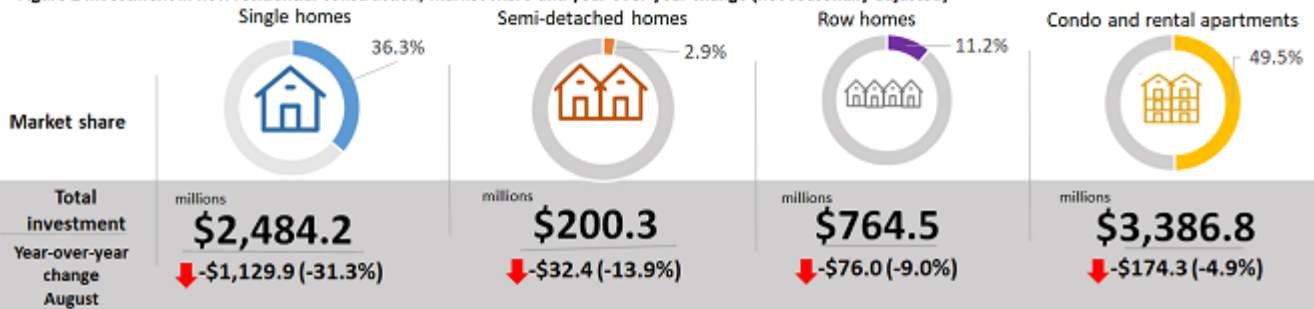 Single homes
Semi-detached homes
Row homes
Condo and rental apartments
36.3%
2.9%
11.2%
49.5%
Market share
Total
investment
millions
$2,484.2
millions
$200.3
millions
$764.5
millions
$3,386.8
Year-over-year
change
August
-$1,129.9 (-31.3%)
-$32.4 (-13.9%)
-$76.0 (-9.0%)
-$174.3 (-4.9%)